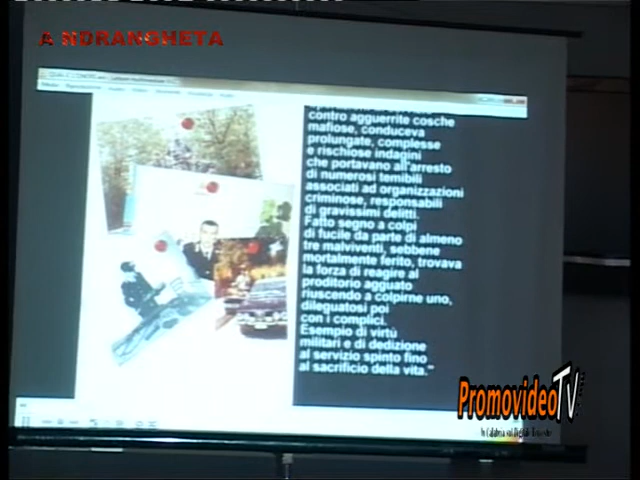 A NDRANGHETA
contro agguerrite cosche
mafiose, conduceva
prolungate, complesse
e rischiose indagini
che portavano all'arresto
di numerosi temibili
associati ad organizzazioni
criminose, responsabili
di gravissimi delitti.
Fatto segno a colpi
di fucile da parte di almeno
tre malviventi, sebbene
mortalmente ferito, trovava
la forza di reagire al
proditorio agguato
riuscendo a colpirne uno,
dileguatosi poi
con i complici.
Esempio di virtù
militari e di dedizione
al servizio spinto fino
al sacrificio della vita."
PromovideoTV